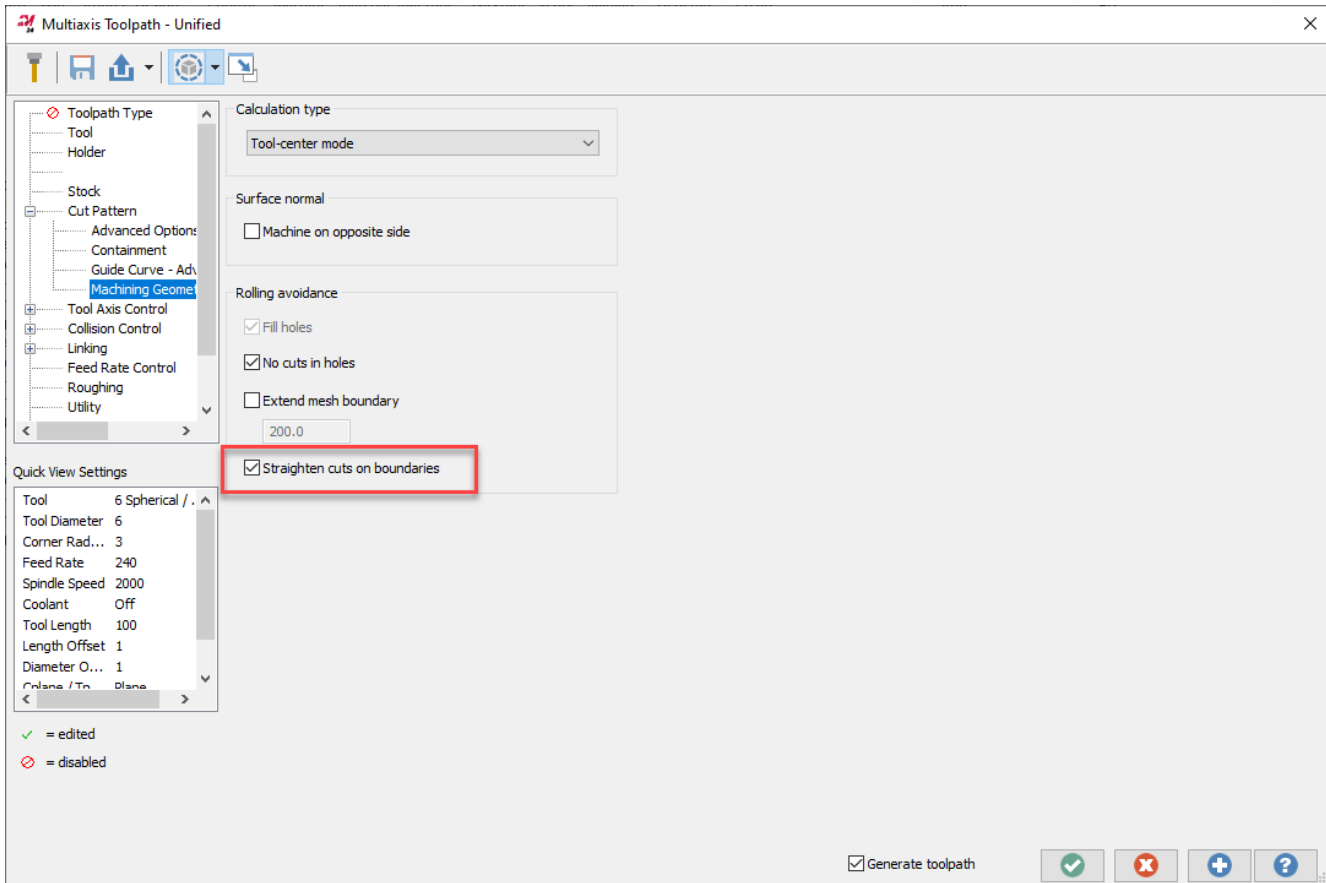 Multiaxis Toolpath - Unified
Toolpath Type
Tool
Holder
Stock
Cut Pattern
Advanced Options
Containment
Guide Curve - Adv
Machining Geomet
Tool Axis Control
Collision Control
Linking
Feed Rate Control
Roughing
Utility
Calculation type
Tool-center mode
Surface normal
Machine on opposite side
Rolling avoidance
Fill holes
No cuts in holes
Extend mesh boundary
200.0
Straighten cuts on boundaries
Quick View Settings
Tool 6 Spherical / .
Tool Diameter 6
Corner Rad... 3
Feed Rate 240
Spindle Speed 2000
Coolant Off
Tool Length 100
Length Offset 1
Diameter O... 1
Cplane / Tp... Plane
= edited
= disabled
Generate toolpath